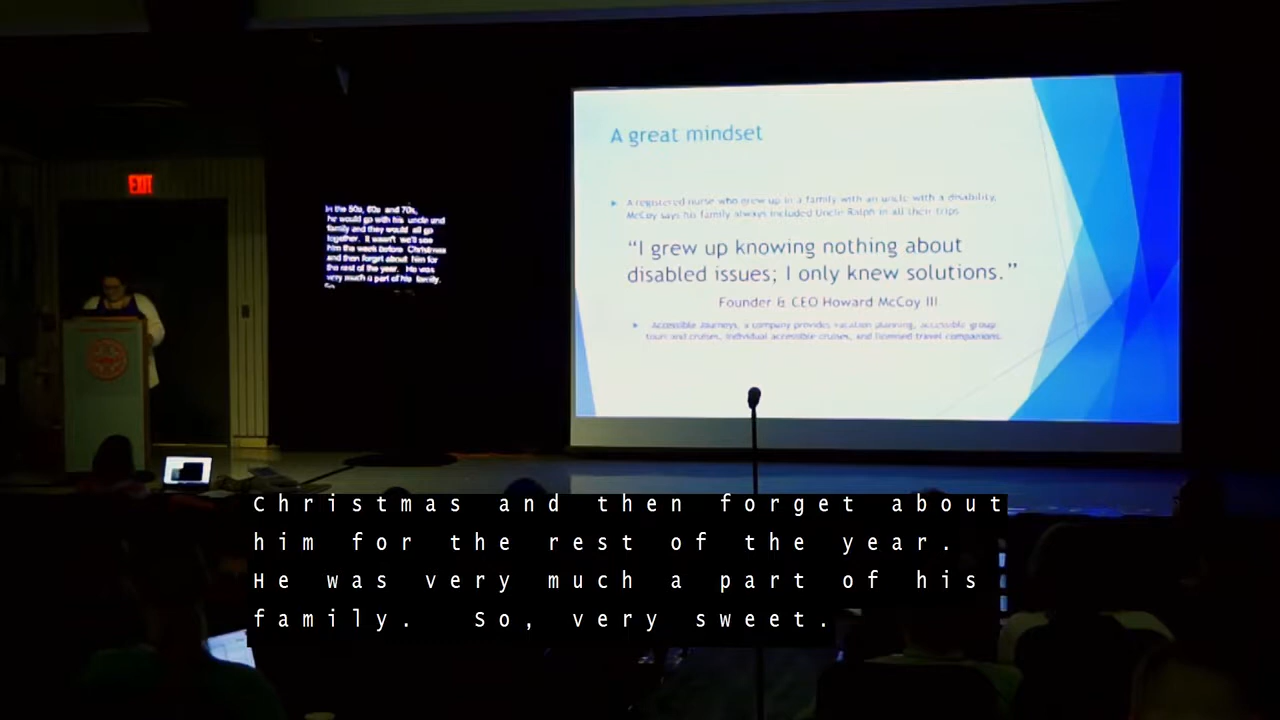 EXIT
In the 50s, 60s and 70s,
he would go with his uncle and
family and they would all go
together. It wasn't we'll see
him the week before Christmas
and then forget about him for
the rest of the year. He was
very much a part of his family.
So
A great mindset
A registered nurse who grew up in a family with an uncle with a disability,
McCoy says his family always included Uncle Ralph in all their trips
“I grew up knowing nothing about
disabled issues; I only knew solutions.”
Founder & CEO Howard McCoy III
Accessible Journeys, a company provides vacation planning, accessible group
tours and cruises, individual accessible cruises, and licensed travel companions.
Christmas and then forget about
him for the rest of the year.
He was very much a part of his
family. So, very sweet.